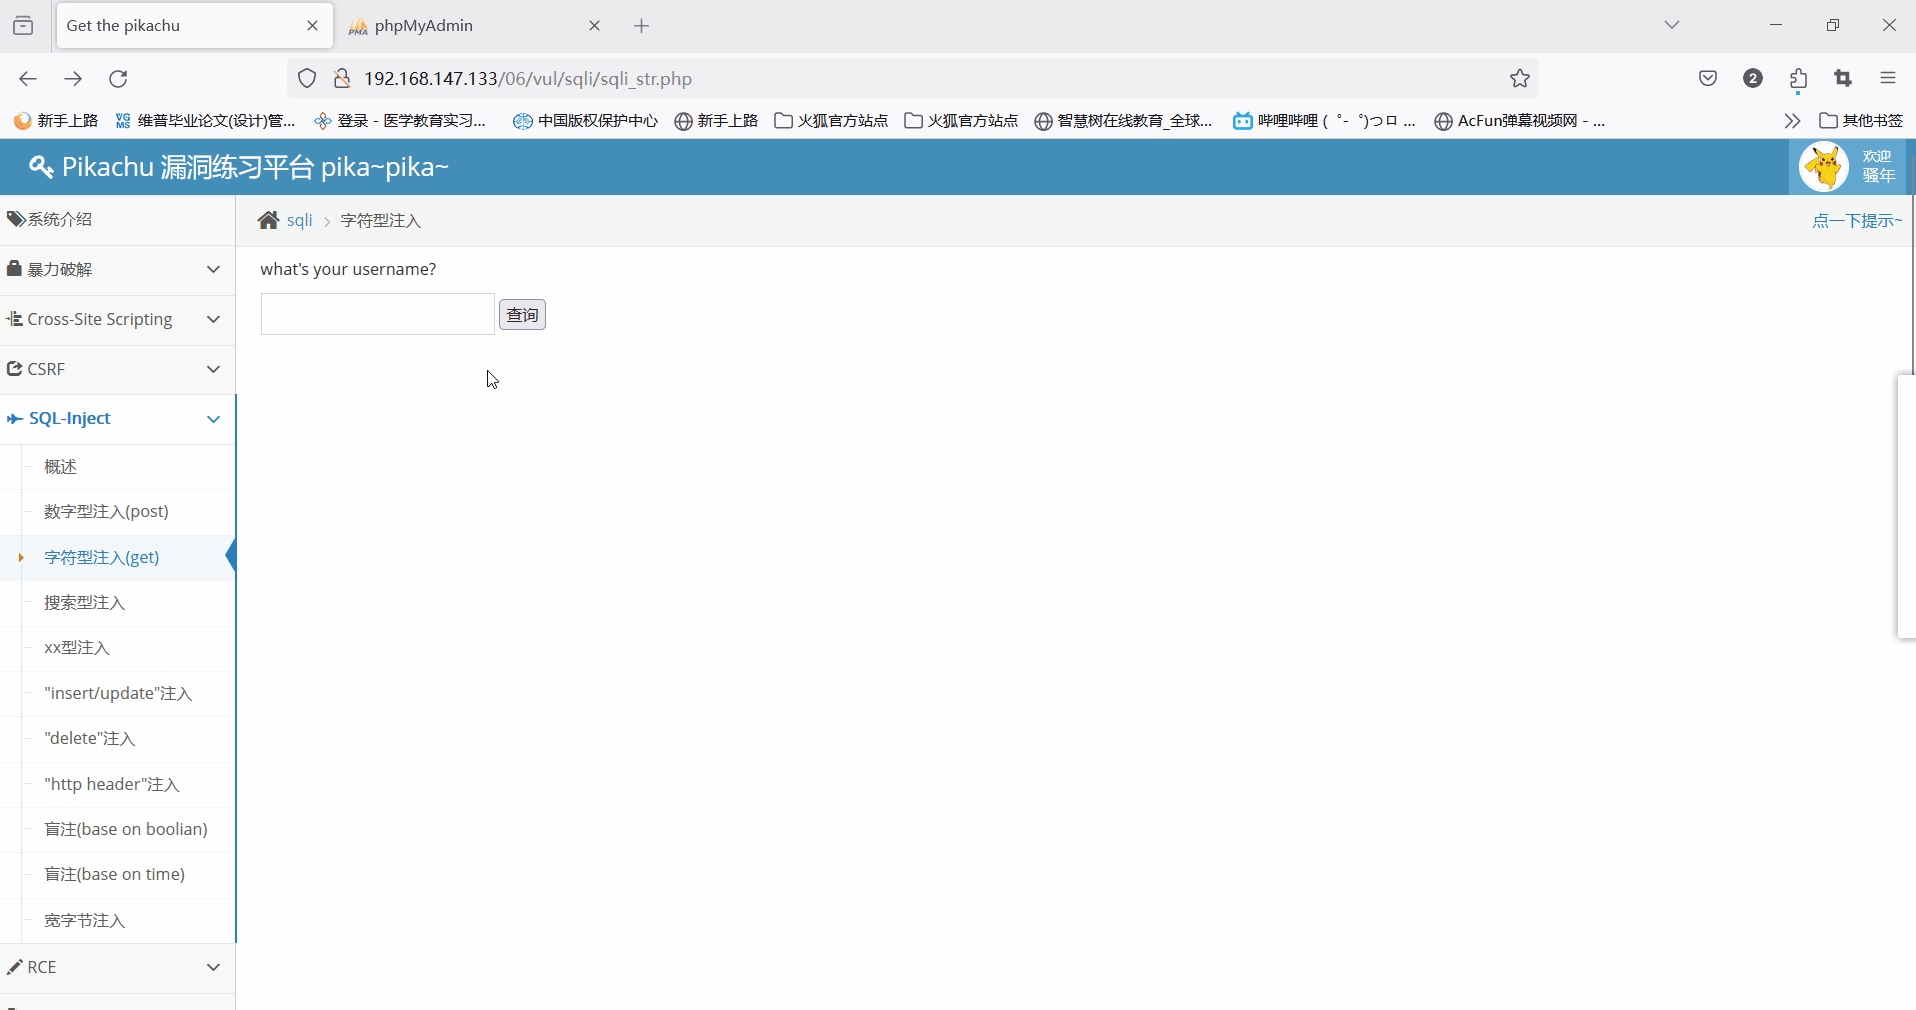 Get the pikachu
phpMyAdmin
192.168.147.133/06/vul/sqli/sqli_str.php
2
新手上路 维普毕业论文(设计)管... 登录 - 医学教育实习... 中国版权保护中心 新手上路 火狐官方站点 火狐官方站点 智慧树在线教育_全球... 哔哩哔哩 ( ゜- ゜)つロ ... AcFun弹幕视频网 - ... 其他书签
Pikachu 漏洞练习平台 pika~pika~
欢迎
骚年
系统介绍
sqli 字符型注入
点一下提示~
暴力破解
what's your username?
查询
Cross-Site Scripting
CSRF
SQL-Inject
概述
数字型注入(post)
字符型注入(get)
搜索型注入
xx型注入
"insert/update"注入
"delete"注入
"http header"注入
盲注(base on boolian)
盲注(base on time)
宽字节注入
RCE